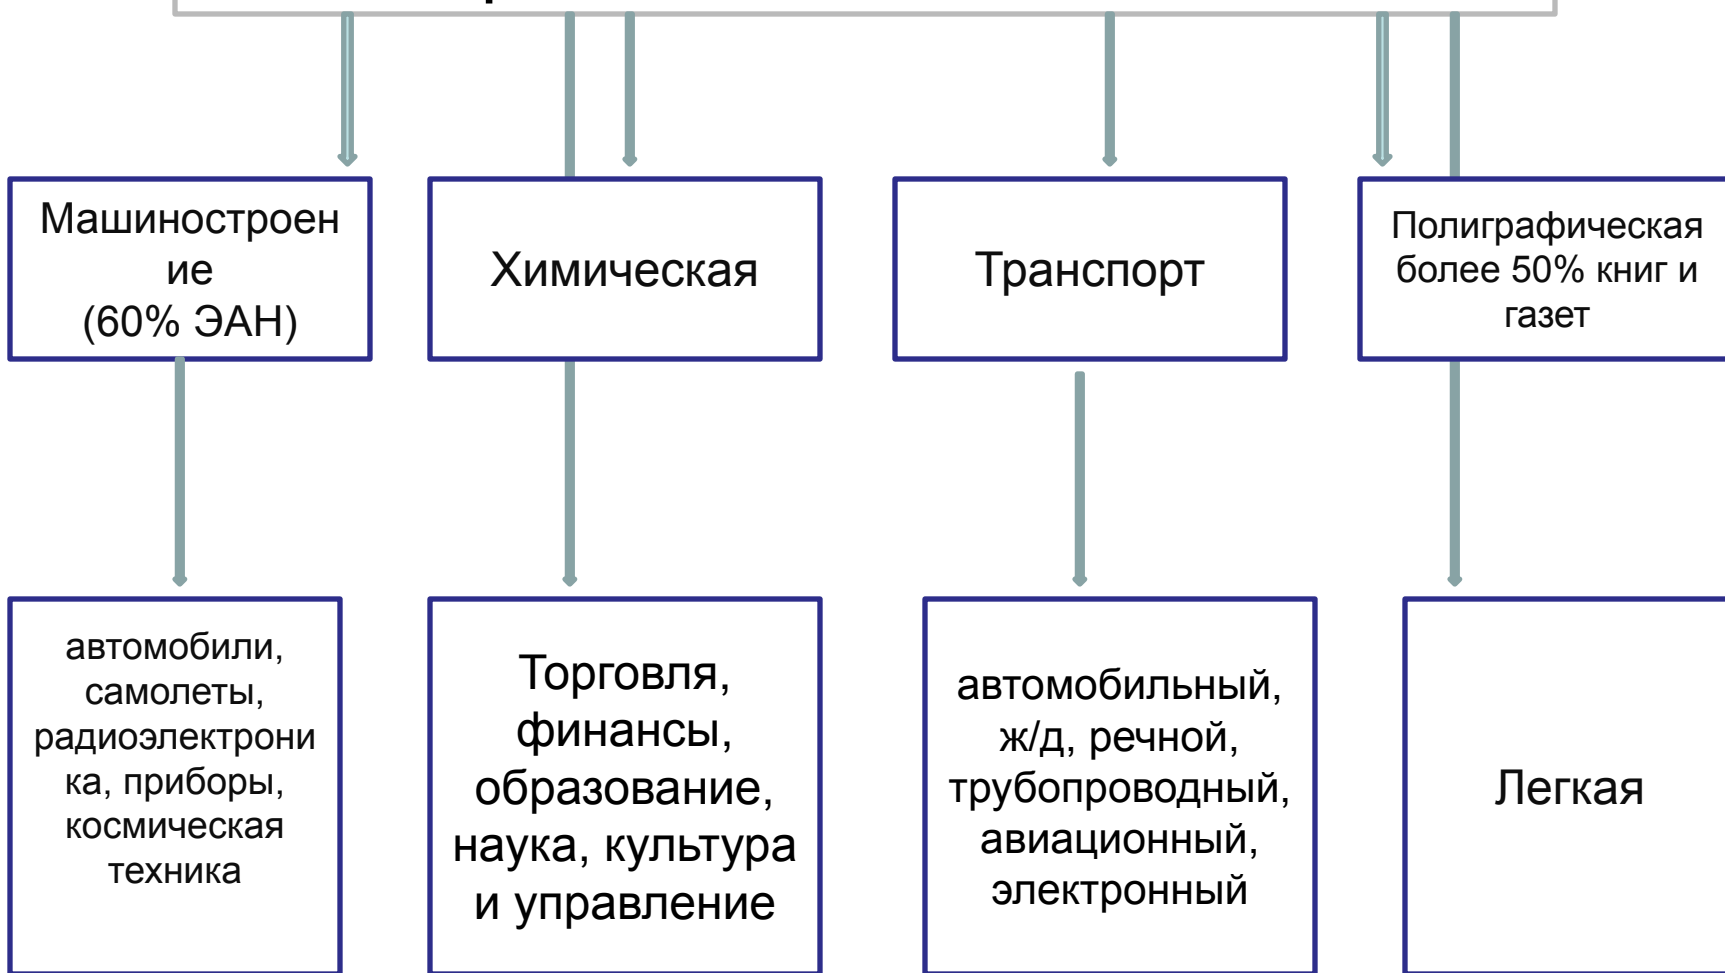 Машиностроен
ие
(60% ЭАН)
Химическая
Транспорт
Полиграфическая
более 50% книг и
газет
автомобили,
самолеты,
радиоэлектрони
ка, приборы,
космическая
техника
Торговля,
финансы,
образование,
наука, культура
и управление
автомобильный,
ж/д, речной,
трубопроводный,
авиационный,
электронный
Легкая